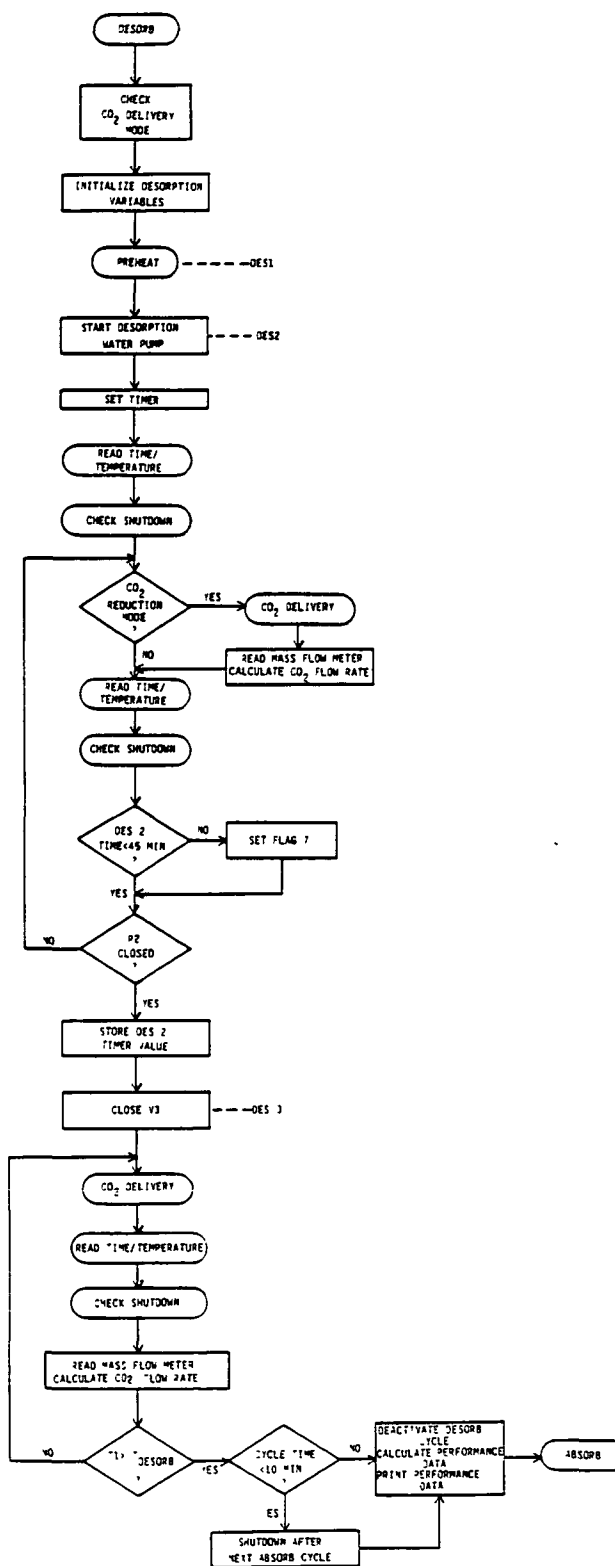 DESORB
CHECK
CO2 DELIVERY
MODE
INITIALIZE DESORPTION
VARIABLES
PREHEAT
DES1
START DESORPTION
WATER PUMP
DES2
SET TIMER
READ TIME/
TEMPERATURE
CHECK SHUTDOWN
CO2
REDUCTION
MODE
?
YES
CO2 DELIVERY
NO
READ MASS FLOW METER
CALCULATE CO2 FLOW RATE
READ TIME/
TEMPERATURE
CHECK SHUTDOWN
DES 2
TIME<45 MIN
?
NO
SET FLAG 7
YES
P2
CLOSED
?
NO
YES
STORE DES 2
TIMER VALUE
CLOSE V3
DES 3
CO2 DELIVERY
READ TIME/TEMPERATURE
CHECK SHUTDOWN
READ MASS FLOW METER
CALCULATE CO2 FLOW RATE
DESORB
?
NO
YES
CYCLE TIME
<10 MIN
?
NO
DEACTIVATE DESORB
CYCLE
CALCULATE PERFORMANCE
DATA
PRINT PERFORMANCE
DATA
ABSORB
ES
SHUTDOWN AFTER
NEXT ABSORB CYCLE